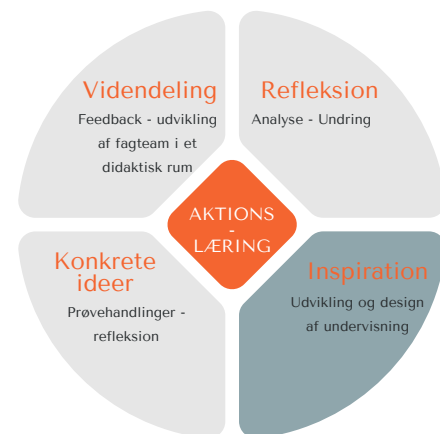 Videndeling
Feedback - udvikling
af fagteam i et
didaktisk rum
Refleksion
Analyse - Undring
AKTIONS
-
LÆRING
Konkrete
ideer
Prøvehandlinger -
refleksion
Inspiration
Udvikling og design
af undervisning